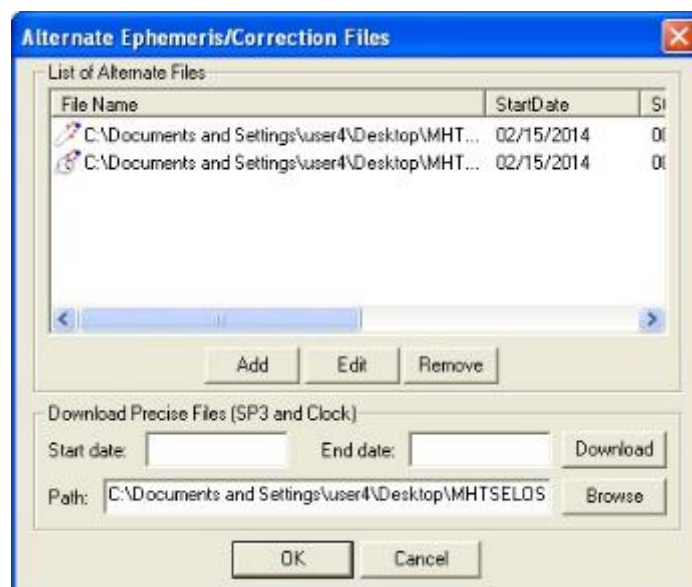 Alternate Ephemeris/Correction Files
List of Alternate Files
File Name StartDate
C:\Documents and Settings\user4\Desktop\MHT... 02/15/2014
C:\Documents and Settings\user4\Desktop\MHT... 02/15/2014
Add Edit Remove
Download Precise Files (SP3 and Clock)
Start date: End date: Download
Path: C:\Documents and Settings\user4\Desktop\MHTSELOS Browse
OK Cancel